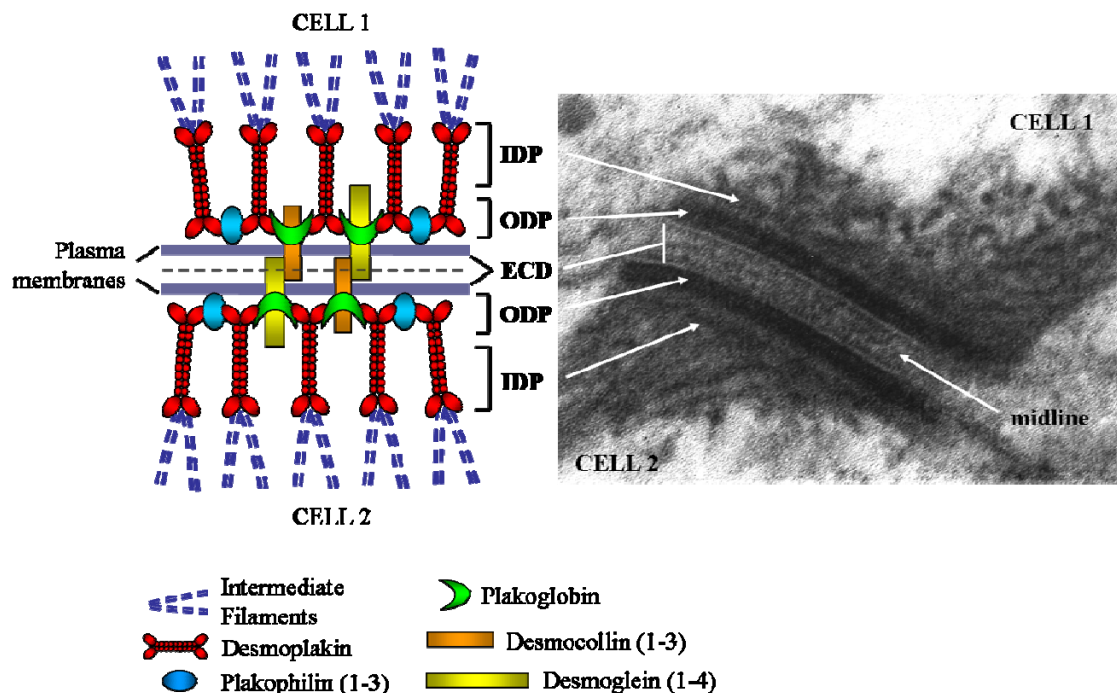 CELL 1
IDP
ODP
Plasma
membranes
ECD
ODP
IDP
CELL 2
CELL 1
midline
CELL 2
Intermediate
Filaments
Desmoplakin
Plakophilin (1-3)
Plakoglobin
Desmocollin (1-3)
Desmoglein (1-4)